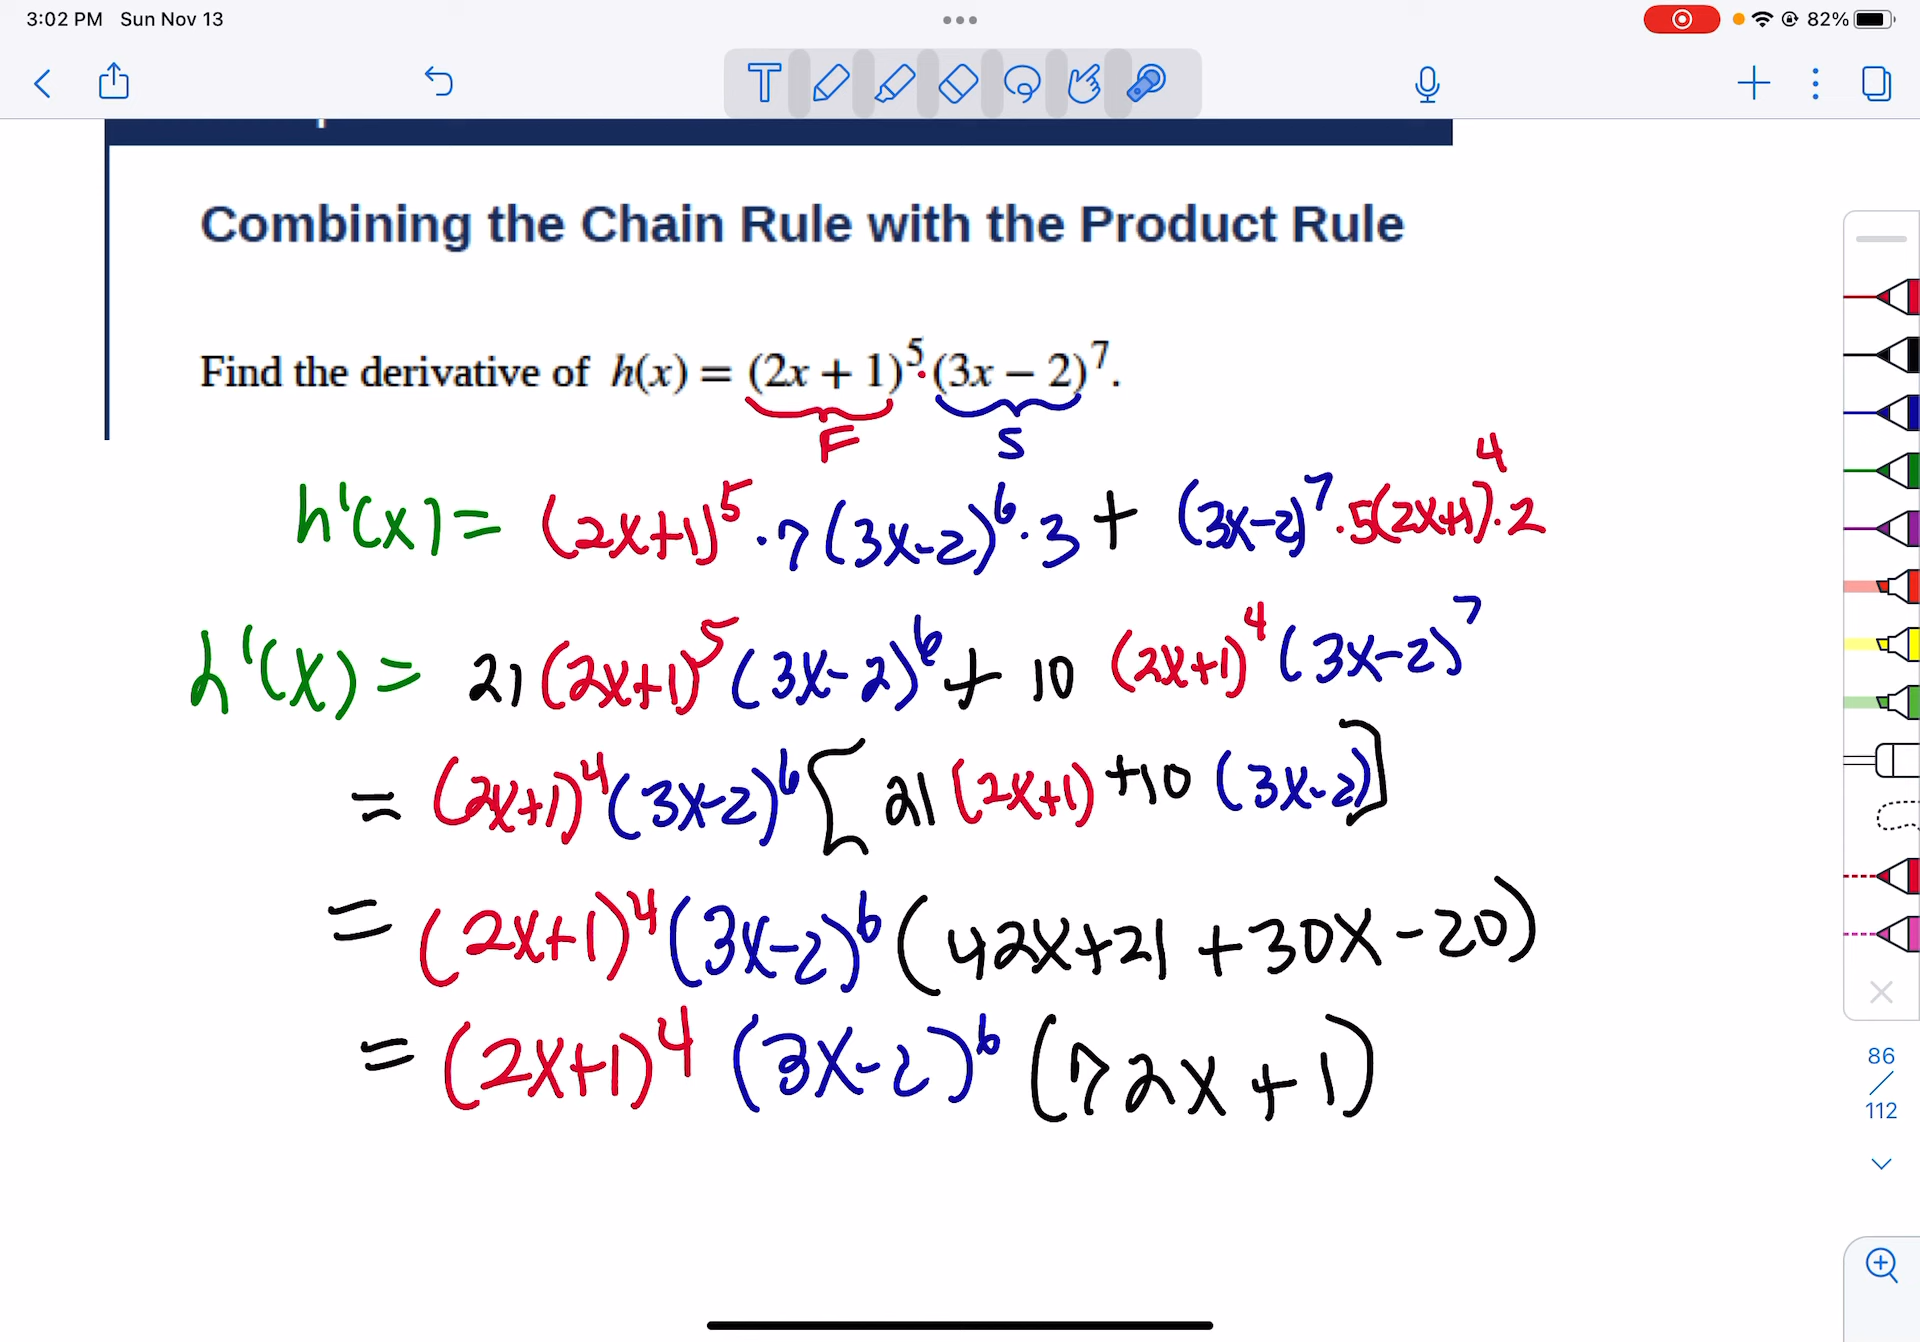 3:02 PM Sun Nov 13
82%
T
Combining the Chain Rule with the Product Rule
Find the derivative of h(x) = (2x + 1)⁵·(3x − 2)⁷.
F S
h'(x) = (2x+1)⁵ · 7(3x-2)⁶ · 3 + (3x-2)⁷ · 5(2x+1)⁴ · 2
h'(x) = 21 (2x+1)⁵ (3x-2)⁶ + 10 (2x+1)⁴ (3x-2)⁷
= (2x+1)⁴ (3x-2)⁶ [21 (2x+1) + 10 (3x-2)]
= (2x+1)⁴ (3x-2)⁶ (42x+21 + 30x - 20)
= (2x+1)⁴ (3x-2)⁶ (72x + 1)
86
/
112